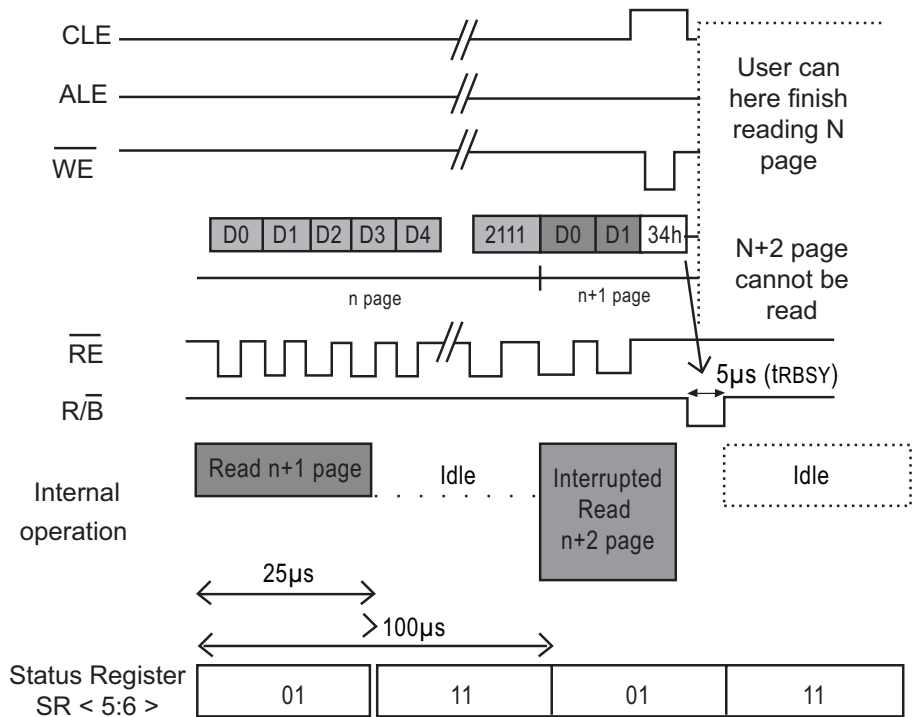 CLE
ALE
WE
User can
here finish
reading N
page
D0 D1 D2 D3 D4 2111 D0 D1 34h
N+2 page
cannot be
read
n page
n+1 page
RE
5µs (tRBSY)
R/B
Internal
operation
Read n+1 page
Idle
Interrupted
Read
n+2 page
Idle
25µs
100µs
Status Register
SR < 5:6 >
01
11
01
11